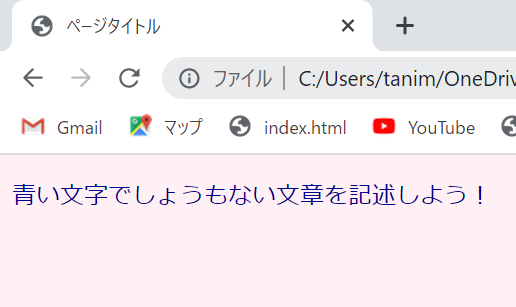 ページタイトル
ファイル | C:/Users/tanim/OneDriv
Gmail マップ index.html YouTube
青い文字でしょうもない文章を記述しよう！